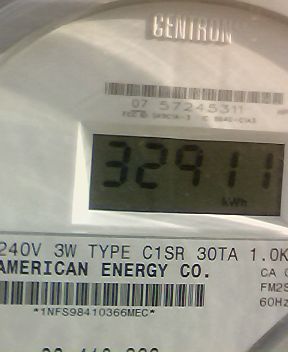 CENTRON
07 57245311
32911
kWh
240V 3W TYPE C1SR 30TA 1.0K
AMERICAN ENERGY CO.
CA
FM2S
60Hz
*1NFS98410366MEC*